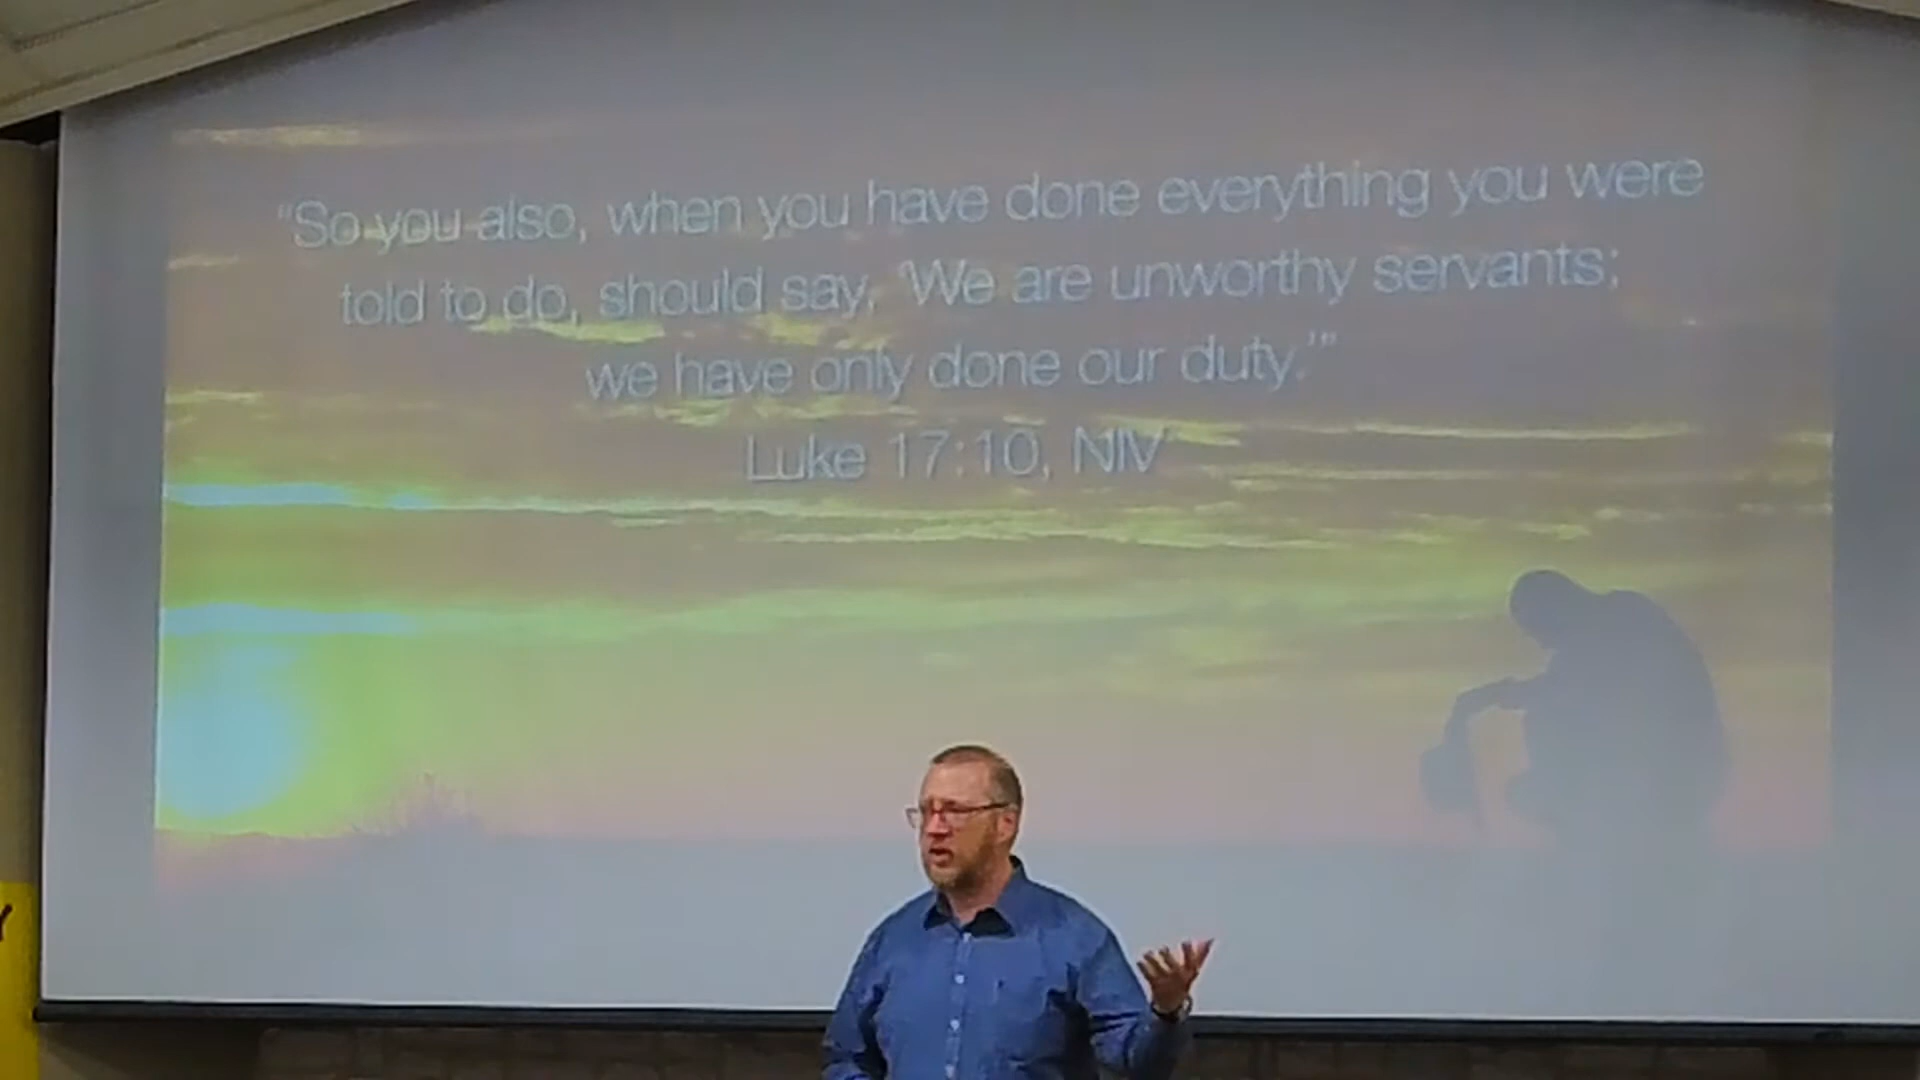 “So you also, when you have done everything you were
told to do, should say, ‘We are unworthy servants;
we have only done our duty.’”
Luke 17:10, NIV
Y